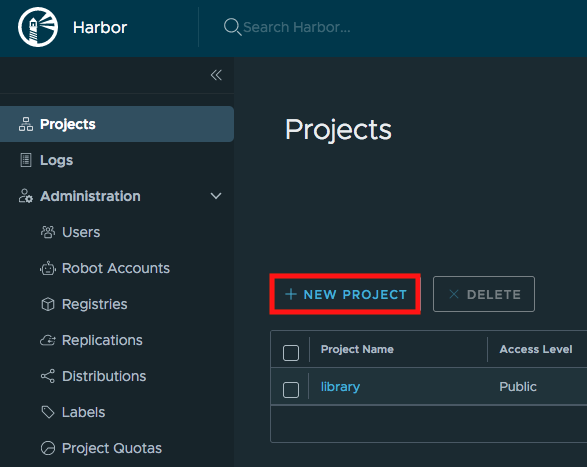 Harbor
Search Harbor...
Projects
Logs
Administration
Users
Robot Accounts
Registries
Replications
Distributions
Labels
Project Quotas
Projects
+ NEW PROJECT
× DELETE
Project Name
Access Level
library
Public